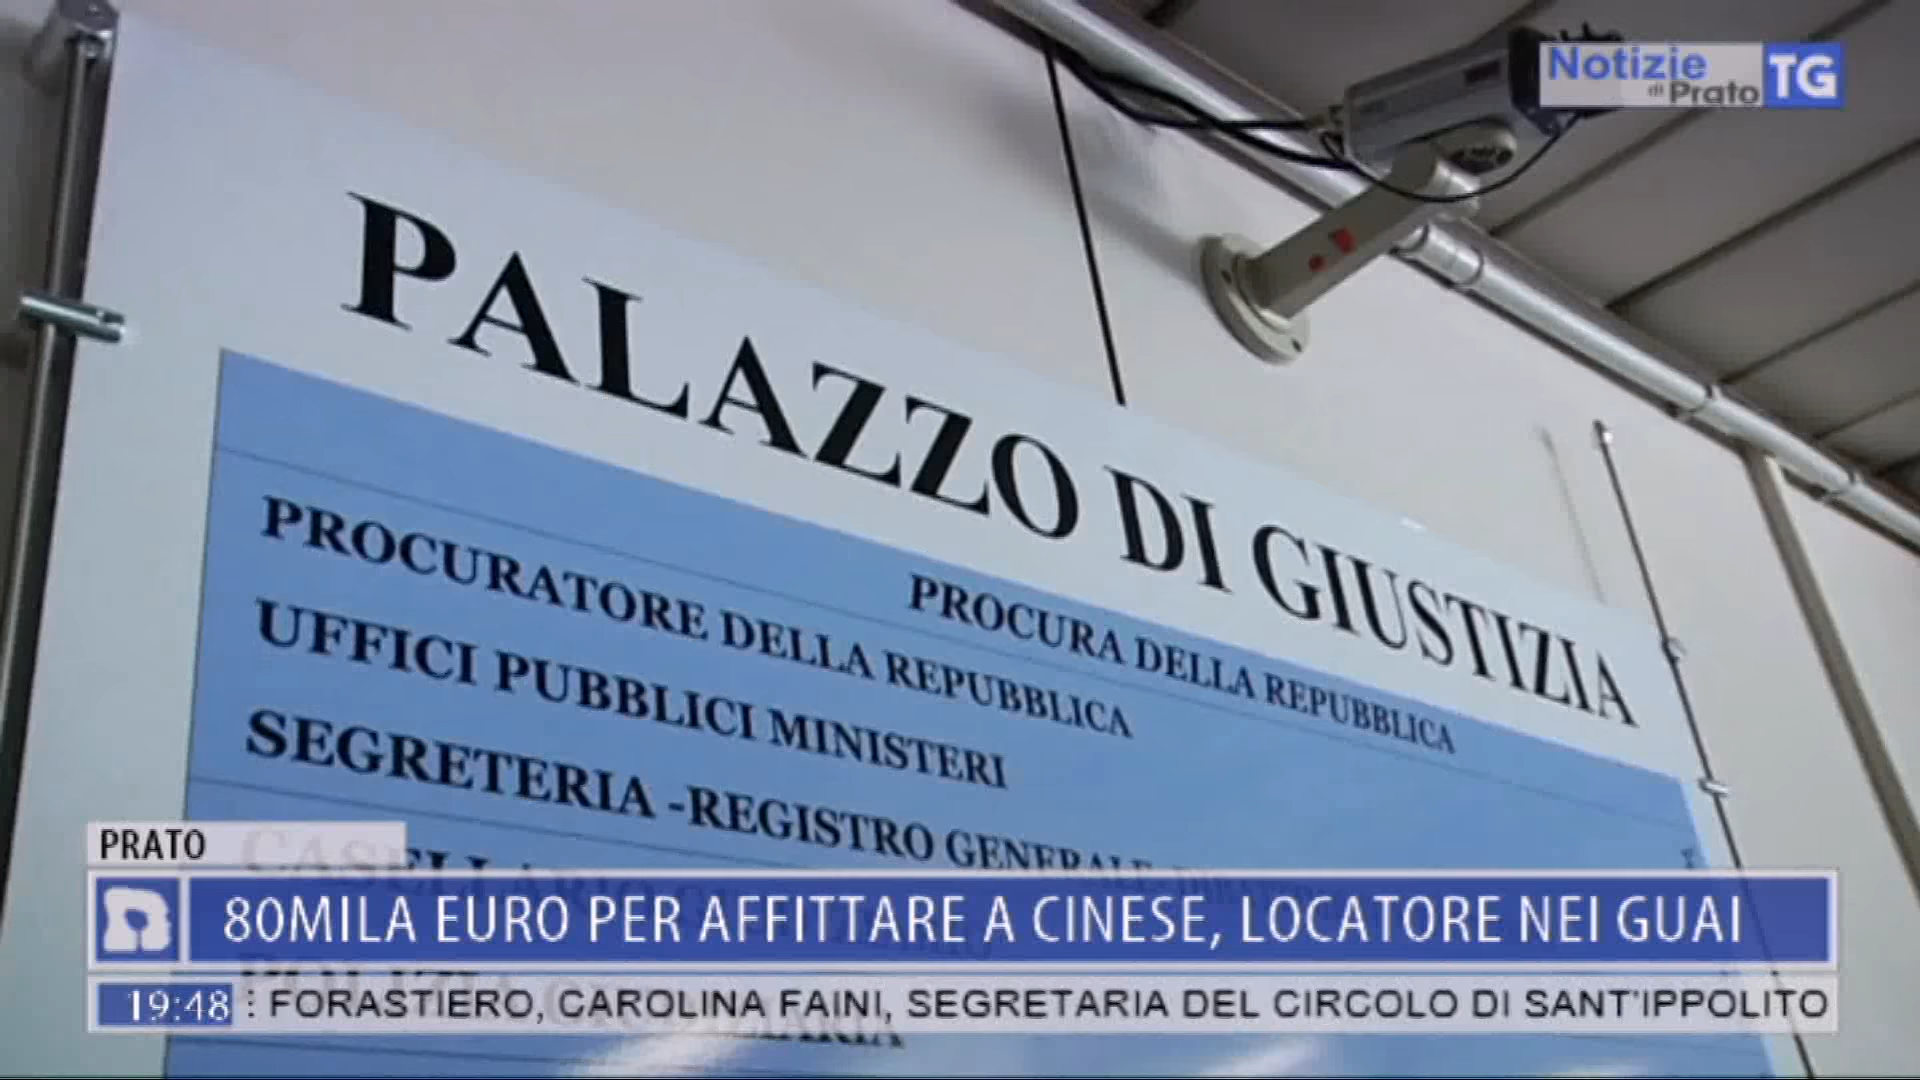 Notizie
di Prato TG
PALAZZO DI GIUSTIZIA
PROCURA DELLA REPUBBLICA
PROCURATORE DELLA REPUBBLICA
UFFICI PUBBLICI MINISTERI
SEGRETERIA -REGISTRO GENERALE
PRATO
80MILA EURO PER AFFITTARE A CINESE, LOCATORE NEI GUAI
19:48 : FORASTIERO, CAROLINA FAINI, SEGRETARIA DEL CIRCOLO DI SANT'IPPOLITO